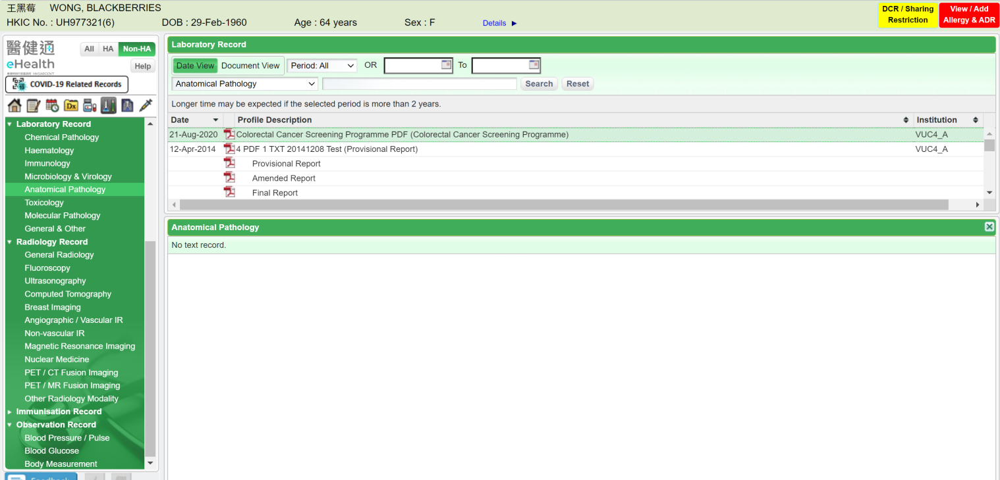 王黑莓 WONG, BLACKBERRIES
HKIC No. : UH977321(6) DOB : 29-Feb-1960 Age : 64 years Sex : F Details
DCR / Sharing Restriction
View / Add Allergy & ADR
醫健通
eHealth
All HA Non-HA
Help
COVID-19 Related Records
Dx
Laboratory Record
Chemical Pathology
Haematology
Immunology
Microbiology & Virology
Anatomical Pathology
Toxicology
Molecular Pathology
General & Other
Radiology Record
General Radiology
Fluoroscopy
Ultrasonography
Computed Tomography
Breast Imaging
Angiographic / Vascular IR
Non-vascular IR
Magnetic Resonance Imaging
Nuclear Medicine
PET / CT Fusion Imaging
PET / MR Fusion Imaging
Other Radiology Modality
Immunisation Record
Observation Record
Blood Pressure / Pulse
Blood Glucose
Body Measurement
Feedback
Laboratory Record
Date View Document View Period: All OR To
Anatomical Pathology Search Reset
Longer time may be expected if the selected period is more than 2 years.
Date Profile Description Institution
21-Aug-2020 Colorectal Cancer Screening Programme PDF (Colorectal Cancer Screening Programme) VUC4_A
12-Apr-2014 4 PDF 1 TXT 20141208 Test (Provisional Report) VUC4_A
Provisional Report
Amended Report
Final Report
Anatomical Pathology
No text record.